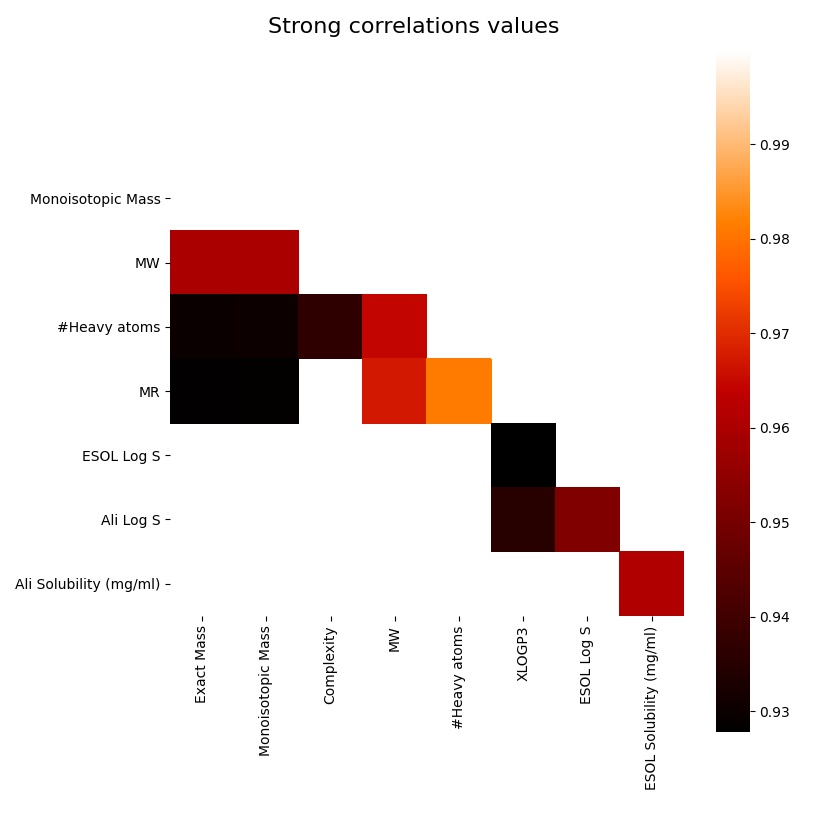 Strong correlations values
Monoisotopic Mass
MW
#Heavy atoms
MR
ESOL Log S
Ali Log S
Ali Solubility (mg/ml)
Exact Mass
Monoisotopic Mass
Complexity
MW
#Heavy atoms
XLOGP3
ESOL Log S
ESOL Solubility (mg/ml)
0.99
0.98
0.97
0.96
0.95
0.94
0.93